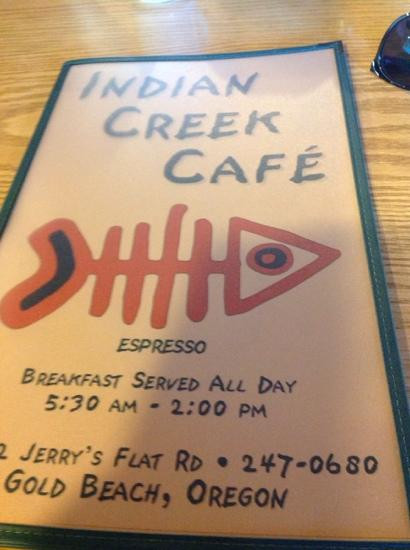 INDIAN
CREEK
CAFÉ
ESPRESSO
BREAKFAST SERVED ALL DAY
5:30 AM - 2:00 PM
2 JERRY'S FLAT RD • 247-0680
GOLD BEACH, OREGON